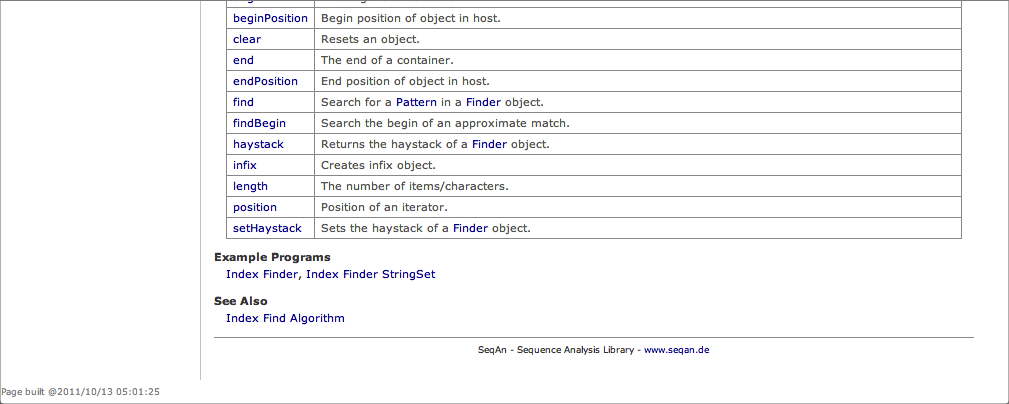 beginPosition Begin position of object in host.
clear Resets an object.
end The end of a container.
endPosition End position of object in host.
find Search for a Pattern in a Finder object.
findBegin Search the begin of an approximate match.
haystack Returns the haystack of a Finder object.
infix Creates infix object.
length The number of items/characters.
position Position of an iterator.
setHaystack Sets the haystack of a Finder object.
Example Programs
Index Finder, Index Finder StringSet
See Also
Index Find Algorithm
SeqAn - Sequence Analysis Library - www.seqan.de
Page built @2011/10/13 05:01:25